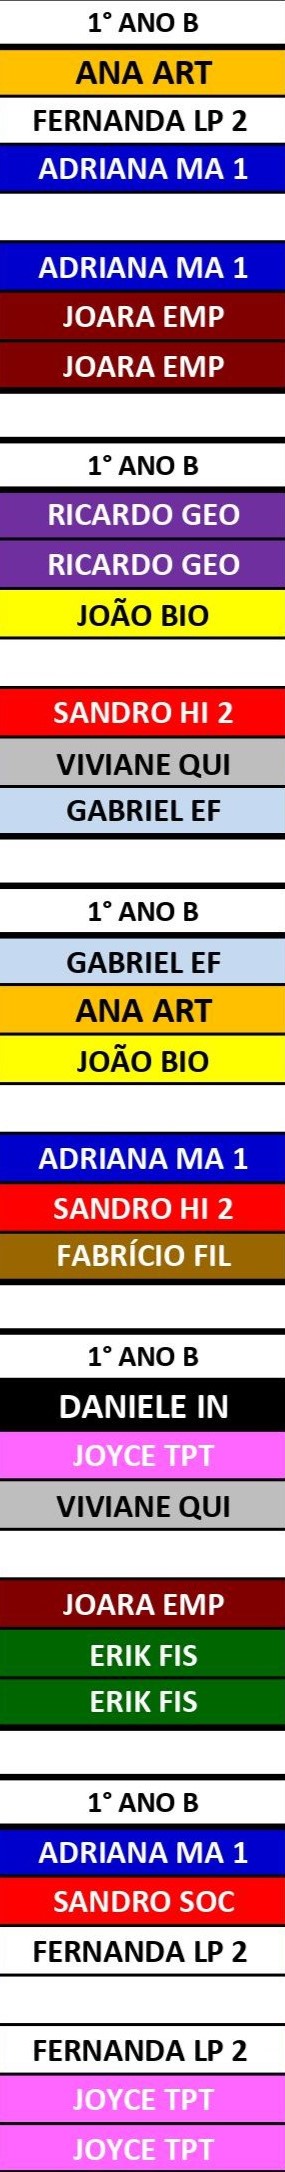 1° ANO B
ANA ART
FERNANDA LP 2
ADRIANA MA 1
ADRIANA MA 1
JOARA EMP
JOARA EMP
1° ANO B
RICARDO GEO
RICARDO GEO
JOÃO BIO
SANDRO HI 2
VIVIANE QUI
GABRIEL EF
1° ANO B
GABRIEL EF
ANA ART
JOÃO BIO
ADRIANA MA 1
SANDRO HI 2
FABRÍCIO FIL
1° ANO B
DANIELE IN
JOYCE TPT
VIVIANE QUI
JOARA EMP
ERIK FIS
ERIK FIS
1° ANO B
ADRIANA MA 1
SANDRO SOC
FERNANDA LP 2
FERNANDA LP 2
JOYCE TPT
JOYCE TPT